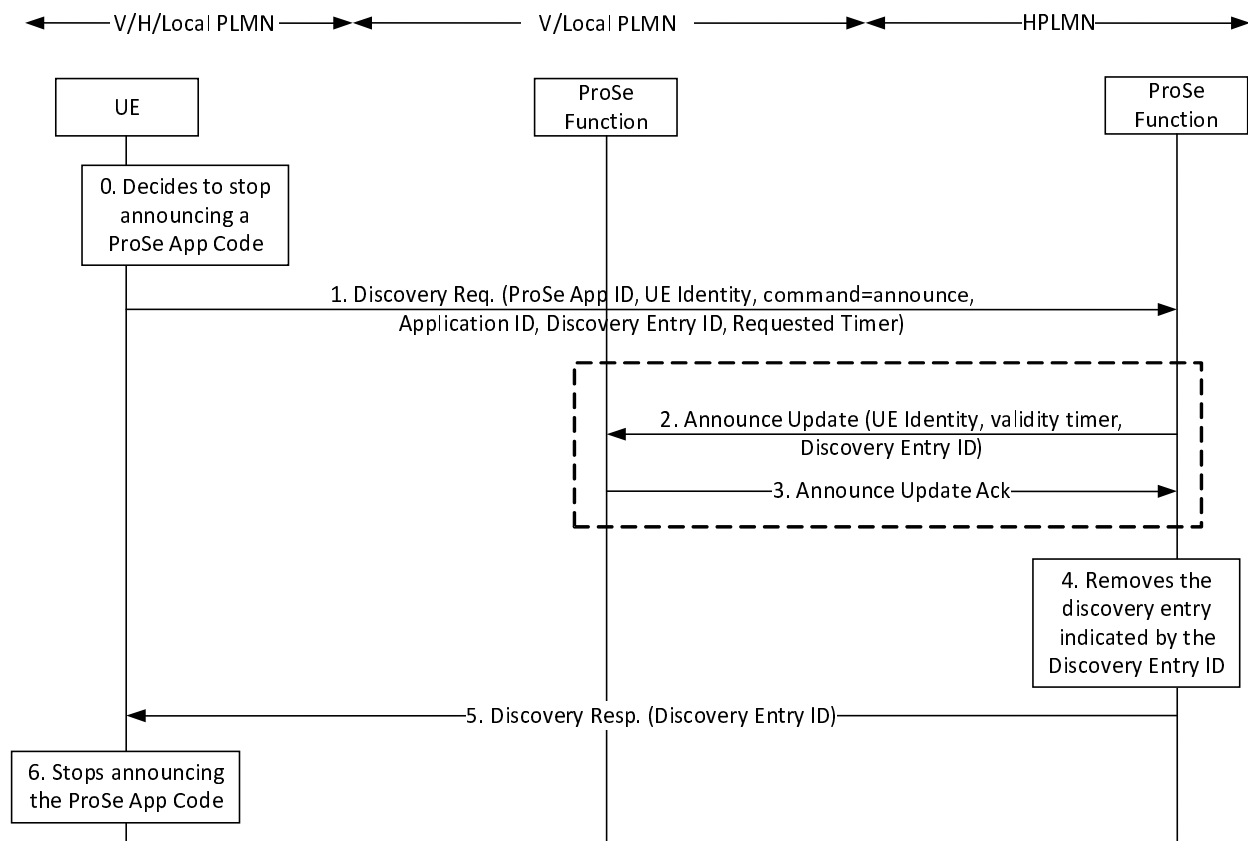 V/H/Local PLMN
V/Local PLMN
HPLMN
UE
ProSe
Function
ProSe
Function
0. Decides to stop
announcing a
ProSe App Code
1. Discovery Req. (ProSe App ID, UE Identity, command=announce,
Application ID, Discovery Entry ID, Requested Timer)
2. Announce Update (UE Identity, validity timer,
Discovery Entry ID)
3. Announce Update Ack
4. Removes the
discovery entry
indicated by the
Discovery Entry ID
5. Discovery Resp. (Discovery Entry ID)
6. Stops announcing
the ProSe App Code